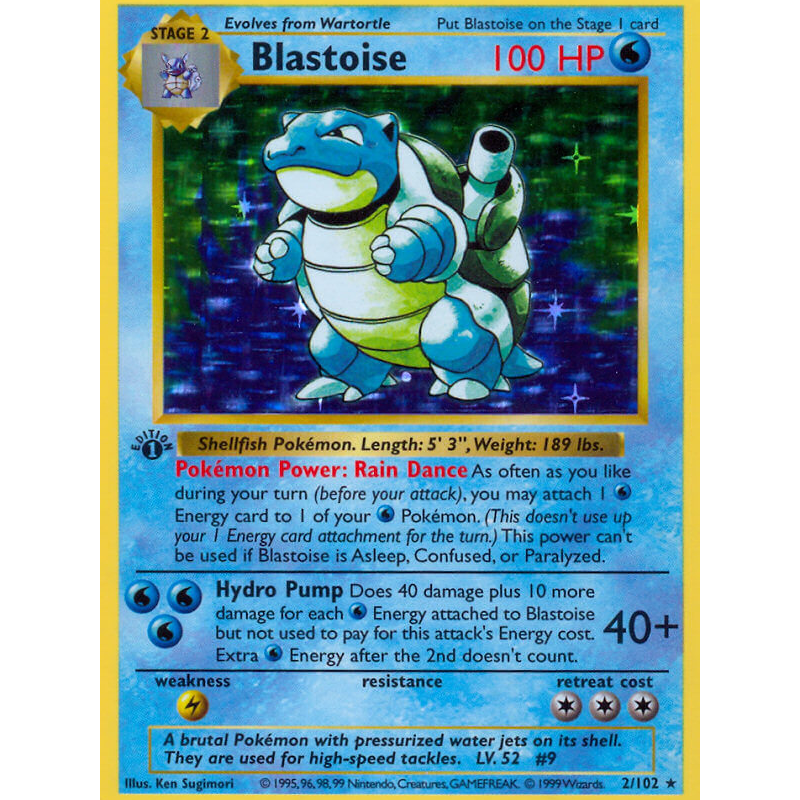 STAGE 2
Evolves from Wartortle
Put Blastoise on the Stage 1 card
Blastoise
100 HP
EDITION
1
Shellfish Pokémon. Length: 5' 3", Weight: 189 lbs.
Pokémon Power: Rain Dance As often as you like
during your turn (before your attack), you may attach 1
Energy card to 1 of your Pokémon. (This doesn't use up
your 1 Energy card attachment for the turn.) This power can't
be used if Blastoise is Asleep, Confused, or Paralyzed.
Hydro Pump Does 40 damage plus 10 more
damage for each Energy attached to Blastoise
but not used to pay for this attack's Energy cost.
Extra Energy after the 2nd doesn't count.
40+
weakness
resistance
retreat cost
A brutal Pokémon with pressurized water jets on its shell.
They are used for high-speed tackles. LV. 52 #9
Illus. Ken Sugimori
© 1995, 96, 98, 99 Nintendo, Creatures, GAMEFREAK. © 1999 Wizards.
2/102 ★